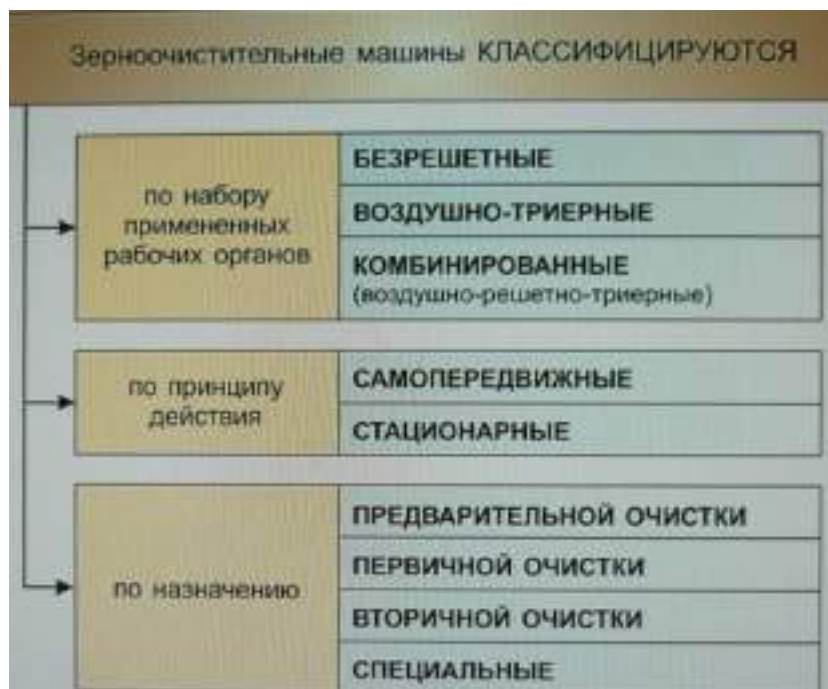 Зерноочистительные машины КЛАССИФИЦИРУЮТСЯ
по набору
примененных
рабочих органов
БЕЗРЕШЕТНЫЕ
ВОЗДУШНО-ТРИЕРНЫЕ
КОМБИНИРОВАННЫЕ
(воздушно-решетно-триерные)
по принципу
действия
САМОПЕРЕДВИЖНЫЕ
СТАЦИОНАРНЫЕ
по назначению
ПРЕДВАРИТЕЛЬНОЙ ОЧИСТКИ
ПЕРВИЧНОЙ ОЧИСТКИ
ВТОРИЧНОЙ ОЧИСТКИ
СПЕЦИАЛЬНЫЕ